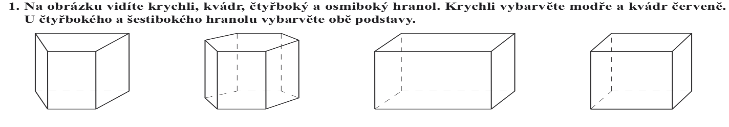 1. Na obrázku vidíte krychli, kvádr, čtyřboký a osmiboký hranol. Krychli vybarvěte modře a kvádr červeně.
U čtyřbokého a šestibokého hranolu vybarvěte obě podstavy.